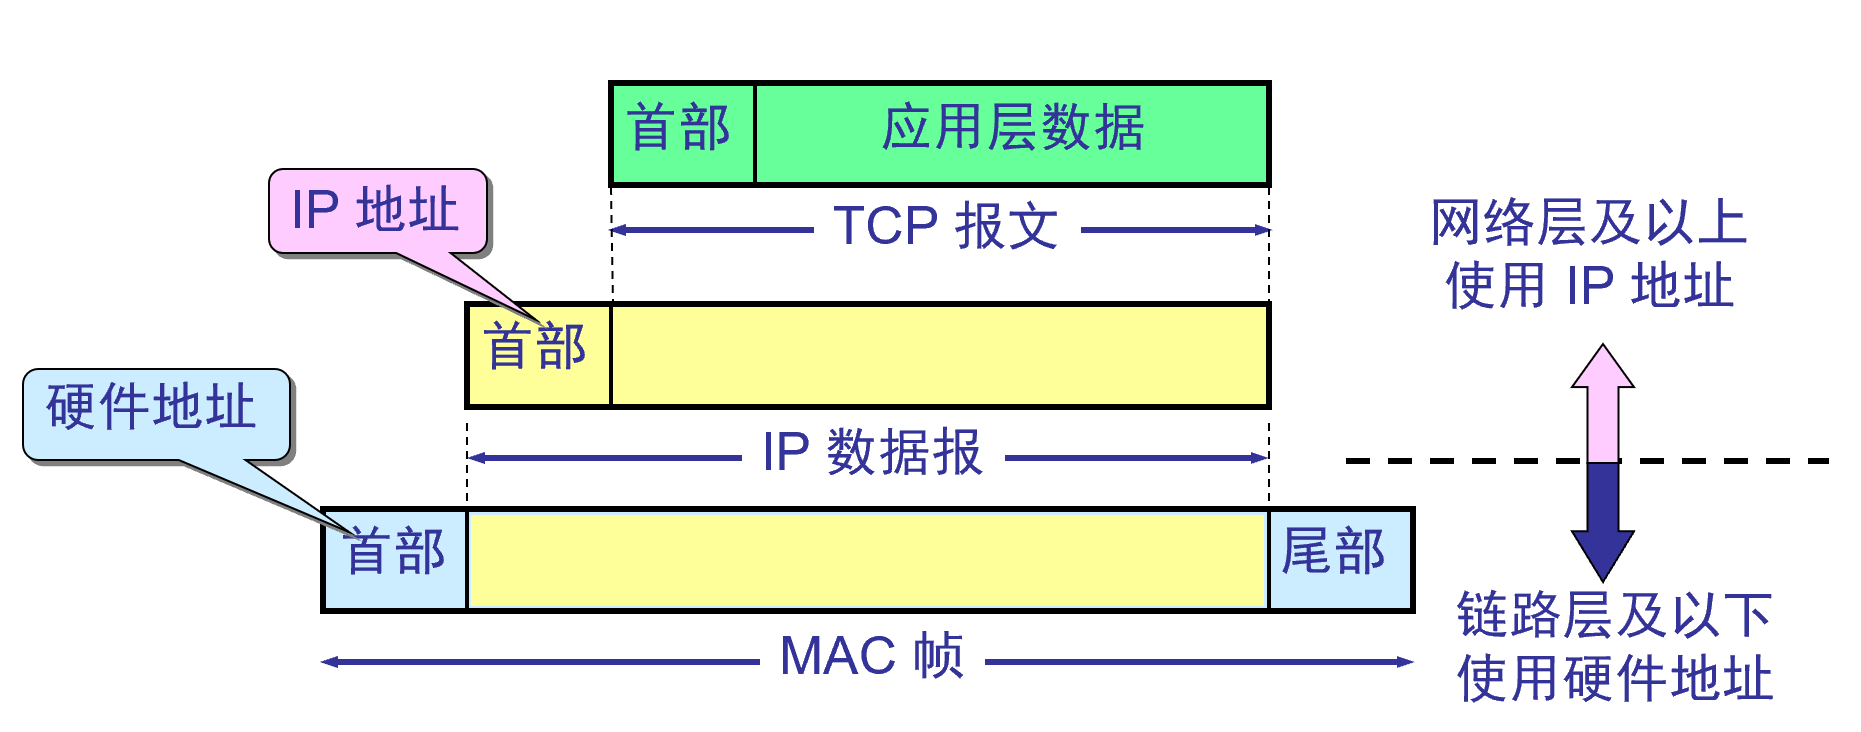 首部
应用层数据
IP 地址
TCP 报文
网络层及以上
使用 IP 地址
首部
硬件地址
IP 数据报
首部
尾部
链路层及以下
使用硬件地址
MAC 帧